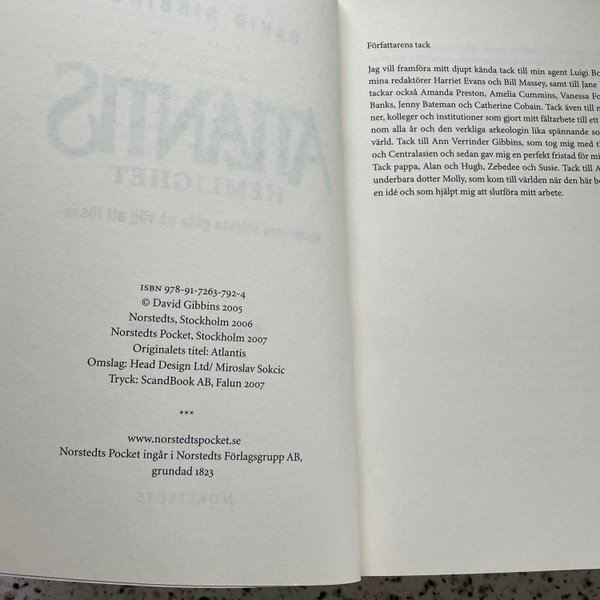 ISBN 978-91-7263-792-4
© David Gibbins 2005
Norstedts, Stockholm 2006
Norstedts Pocket, Stockholm 2007
Originalets titel: Atlantis
Omslag: Head Design Ltd/ Miroslav Sokcic
Tryck: ScandBook AB, Falun 2007
***
www.norstedtspocket.se
Norstedts Pocket ingår i Norstedts Förlagsgrupp AB,
grundad 1823
Författarens tack
Jag vill framföra mitt djupt kända tack till min agent Luigi
mina redaktörer Harriet Evans och Bill Massey, samt till Jane
tackar också Amanda Preston, Amelia Cummins, Vanessa
Banks, Jenny Bateman och Catherine Cobain. Tack även till
ner, kolleger och institutioner som gjort mitt fältarbete till ett
nom alla år och den verkliga arkeologin lika spännande
värld. Tack till Ann Verrinder Gibbins, som tog mig med
och Centralasien och sedan gav mig en perfekt fristad för
Tack pappa, Alan och Hugh, Zebedee och Susie. Tack till
underbara dotter Molly, som kom till världen när den här
en idé och som hjälpt mig att slutföra mitt arbete.